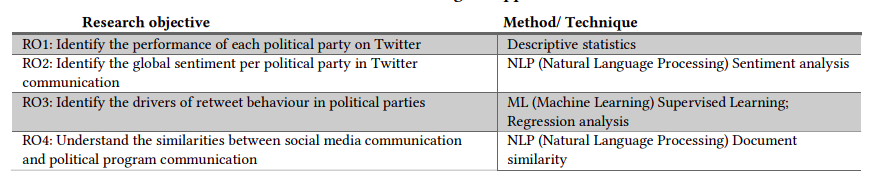 Research objective Method/ Technique
RO1: Identify the performance of each political party on Twitter Descriptive statistics
RO2: Identify the global sentiment per political party in Twitter NLP (Natural Language Processing) Sentiment analysis
communication
RO3: Identify the drivers of retweet behaviour in political parties ML (Machine Learning) Supervised Learning;
Regression analysis
RO4: Understand the similarities between social media communication NLP (Natural Language Processing) Document
and political program communication similarity